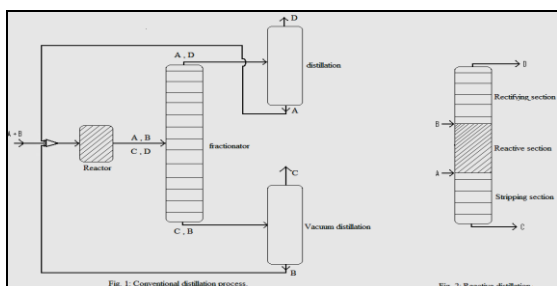 D
A , D
distillation
A
A + B
A , B
C , D
Reactor
fractionator
C
Vacuum distillation
C , B
B
Fig. 1: Conventional distillation process.
D
Rectifying section
B
Reactive section
A
Stripping section
C
Fig. 2: Reactive distillation